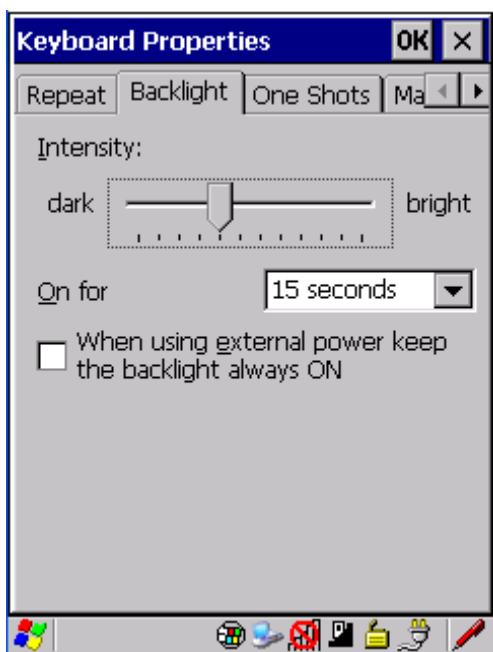 Keyboard Properties OK ×
Repeat Backlight One Shots Ma
Intensity:
dark bright
On for 15 seconds
When using external power keep
the backlight always ON